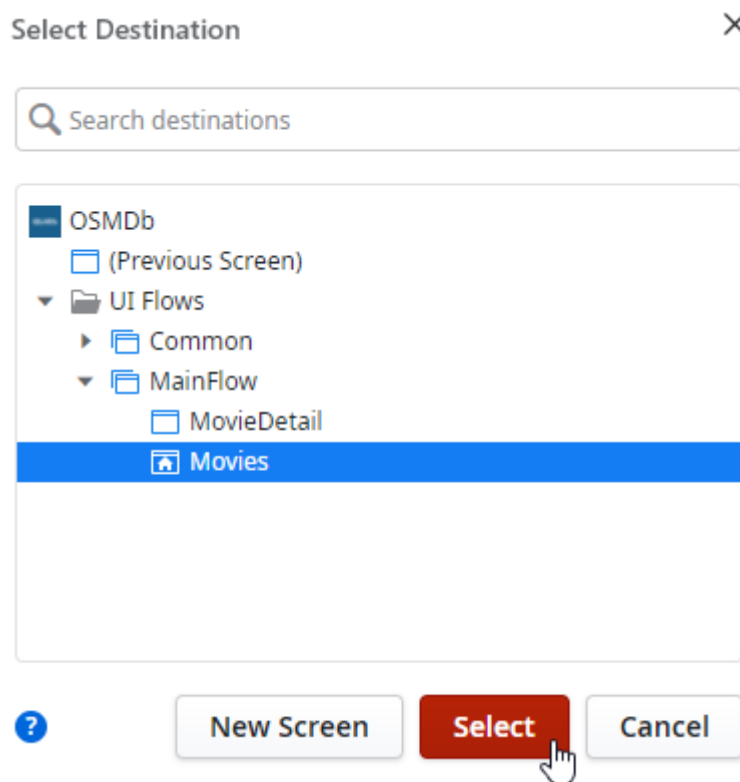 Select Destination
Search destinations
OSMDb
(Previous Screen)
UI Flows
Common
MainFlow
MovieDetail
Movies
? New Screen Select Cancel